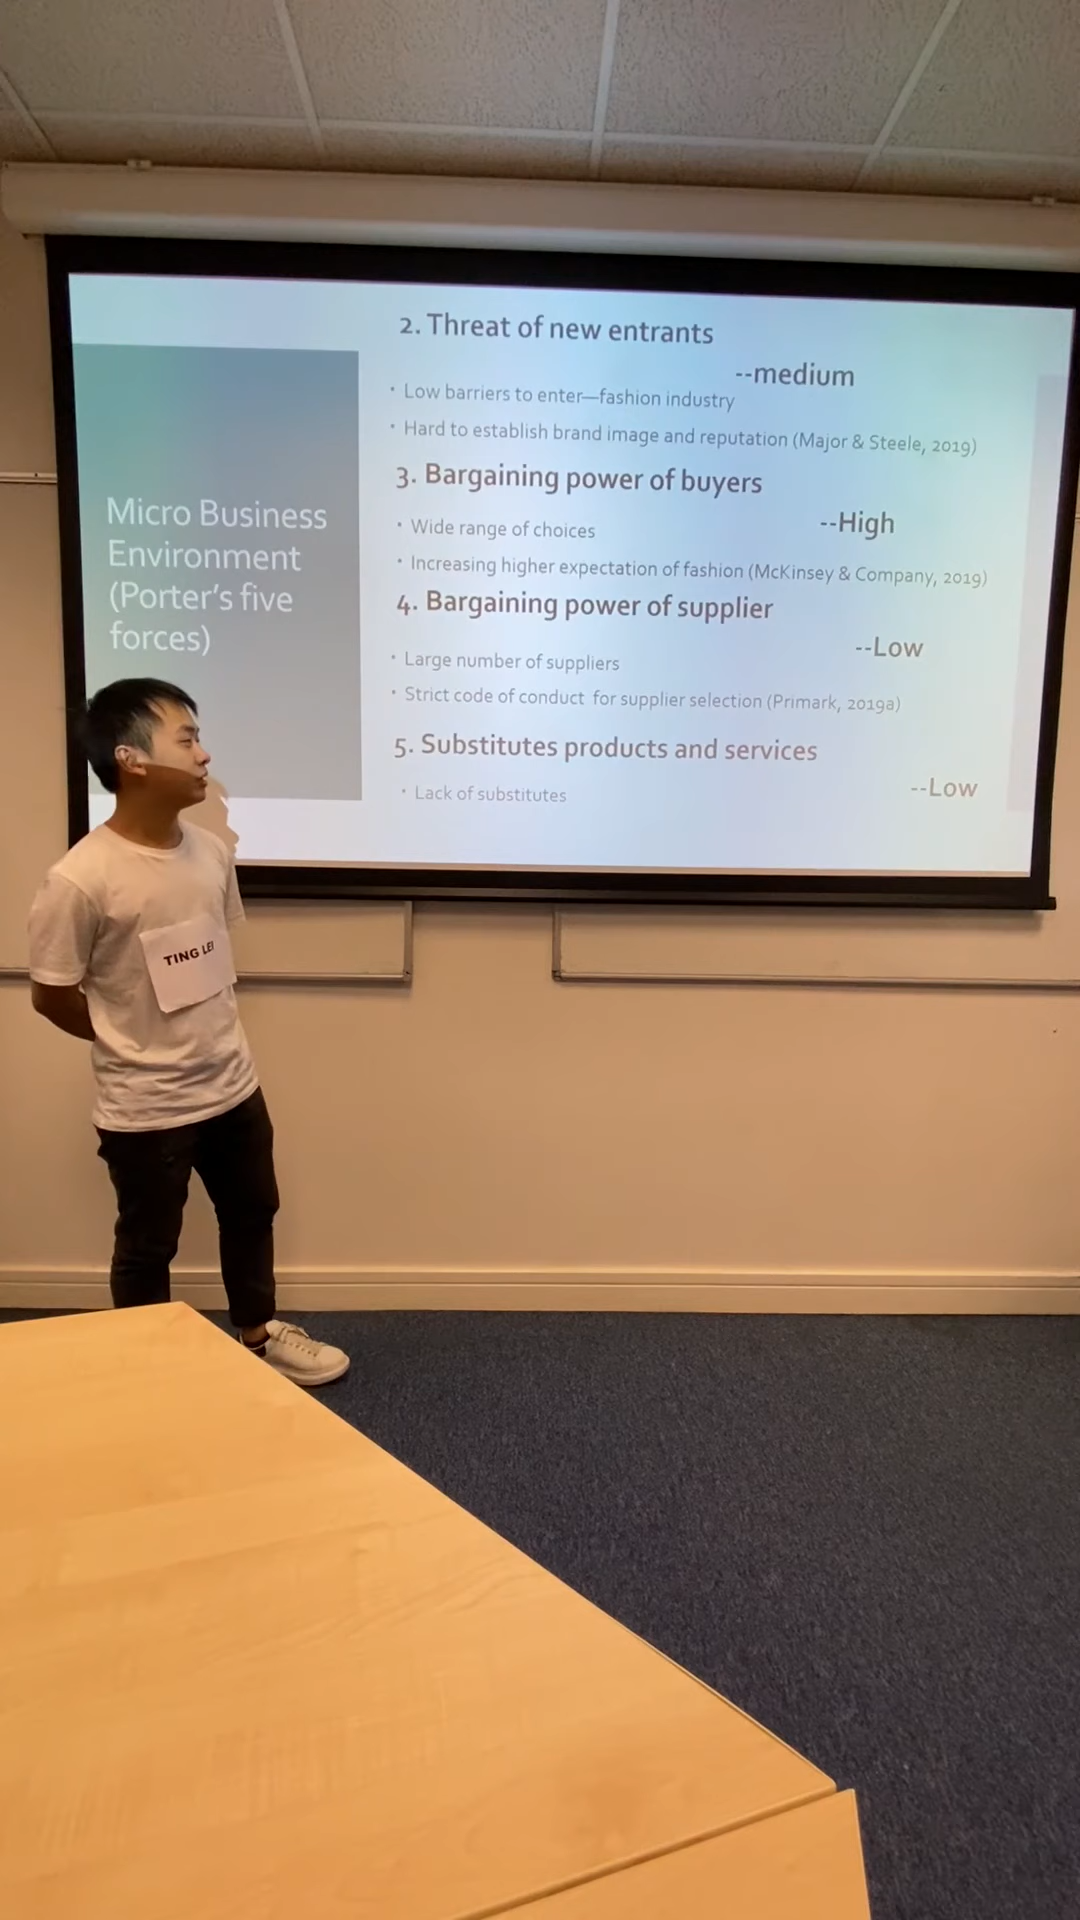 Micro Business
Environment
(Porter's five
forces)
2. Threat of new entrants
--medium
• Low barriers to enter—fashion industry
• Hard to establish brand image and reputation (Major & Steele, 2019)
3. Bargaining power of buyers
--High
• Wide range of choices
• Increasing higher expectation of fashion (McKinsey & Company, 2019)
4. Bargaining power of supplier
--Low
• Large number of suppliers
• Strict code of conduct for supplier selection (Primark, 2019a)
5. Substitutes products and services
--Low
• Lack of substitutes
TING LEI